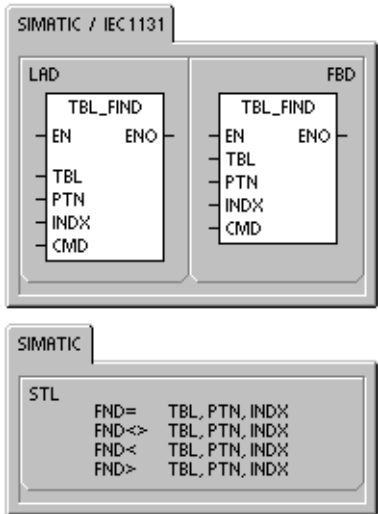 SIMATIC / IEC1131
LAD
TBL_FIND
EN ENO
TBL
PTN
INDX
CMD
FBD
TBL_FIND
EN ENO
TBL
PTN
INDX
CMD
SIMATIC
STL
FND= TBL, PTN, INDX
FND<> TBL, PTN, INDX
FND< TBL, PTN, INDX
FND> TBL, PTN, INDX